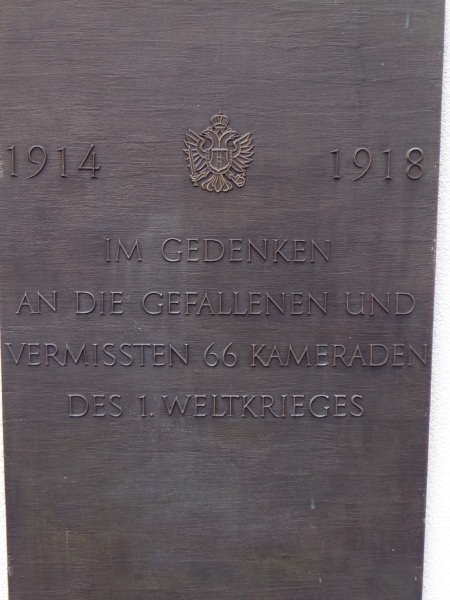 1914 1918
IM GEDENKEN
AN DIE GEFALLENEN UND
VERMISSTEN 66 KAMERADEN
DES 1. WELTKRIEGES